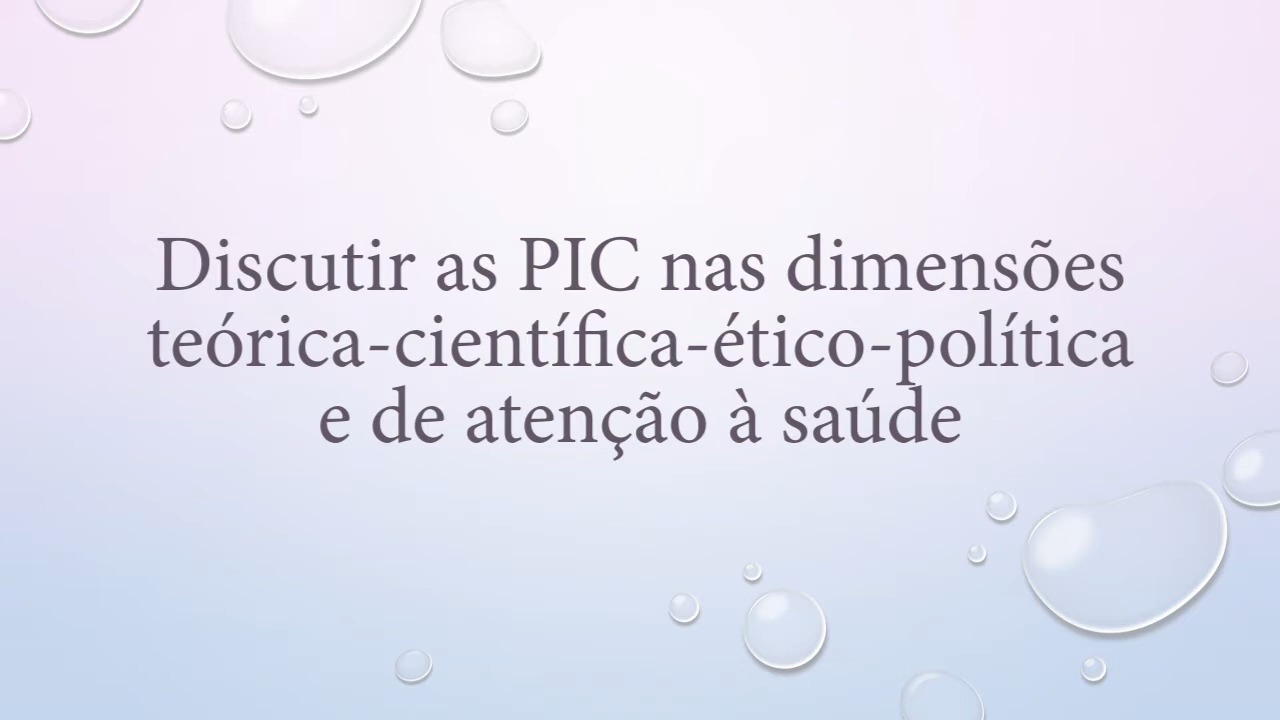 Discutir as PIC nas dimensões
teórica-científica-ético-política
e de atenção à saúde